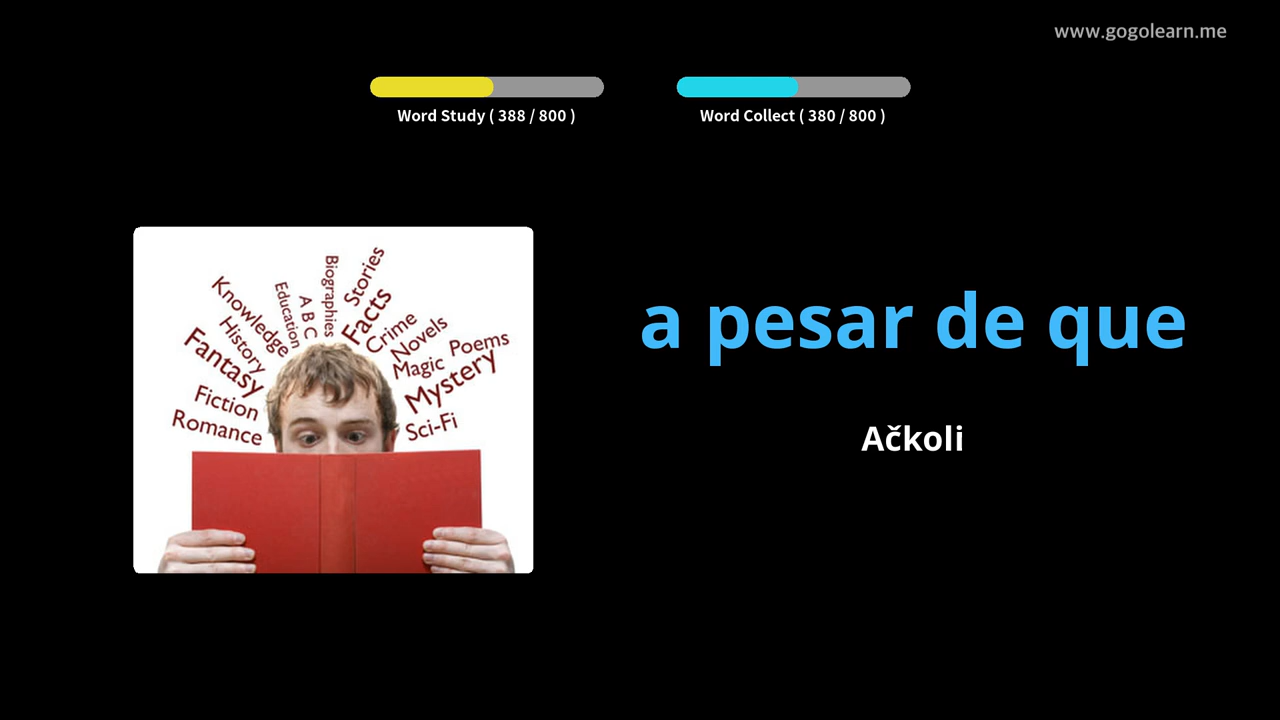 www.gogolearn.me
Word Study ( 388 / 800 )
Word Collect ( 380 / 800 )
Knowledge
Education
A B C
Biographies
Stories
Facts
Crime
Novels
Poems
History
Fantasy
Magic
Mystery
Fiction
Romance
Sci-Fi
a pesar de que
Ačkoli